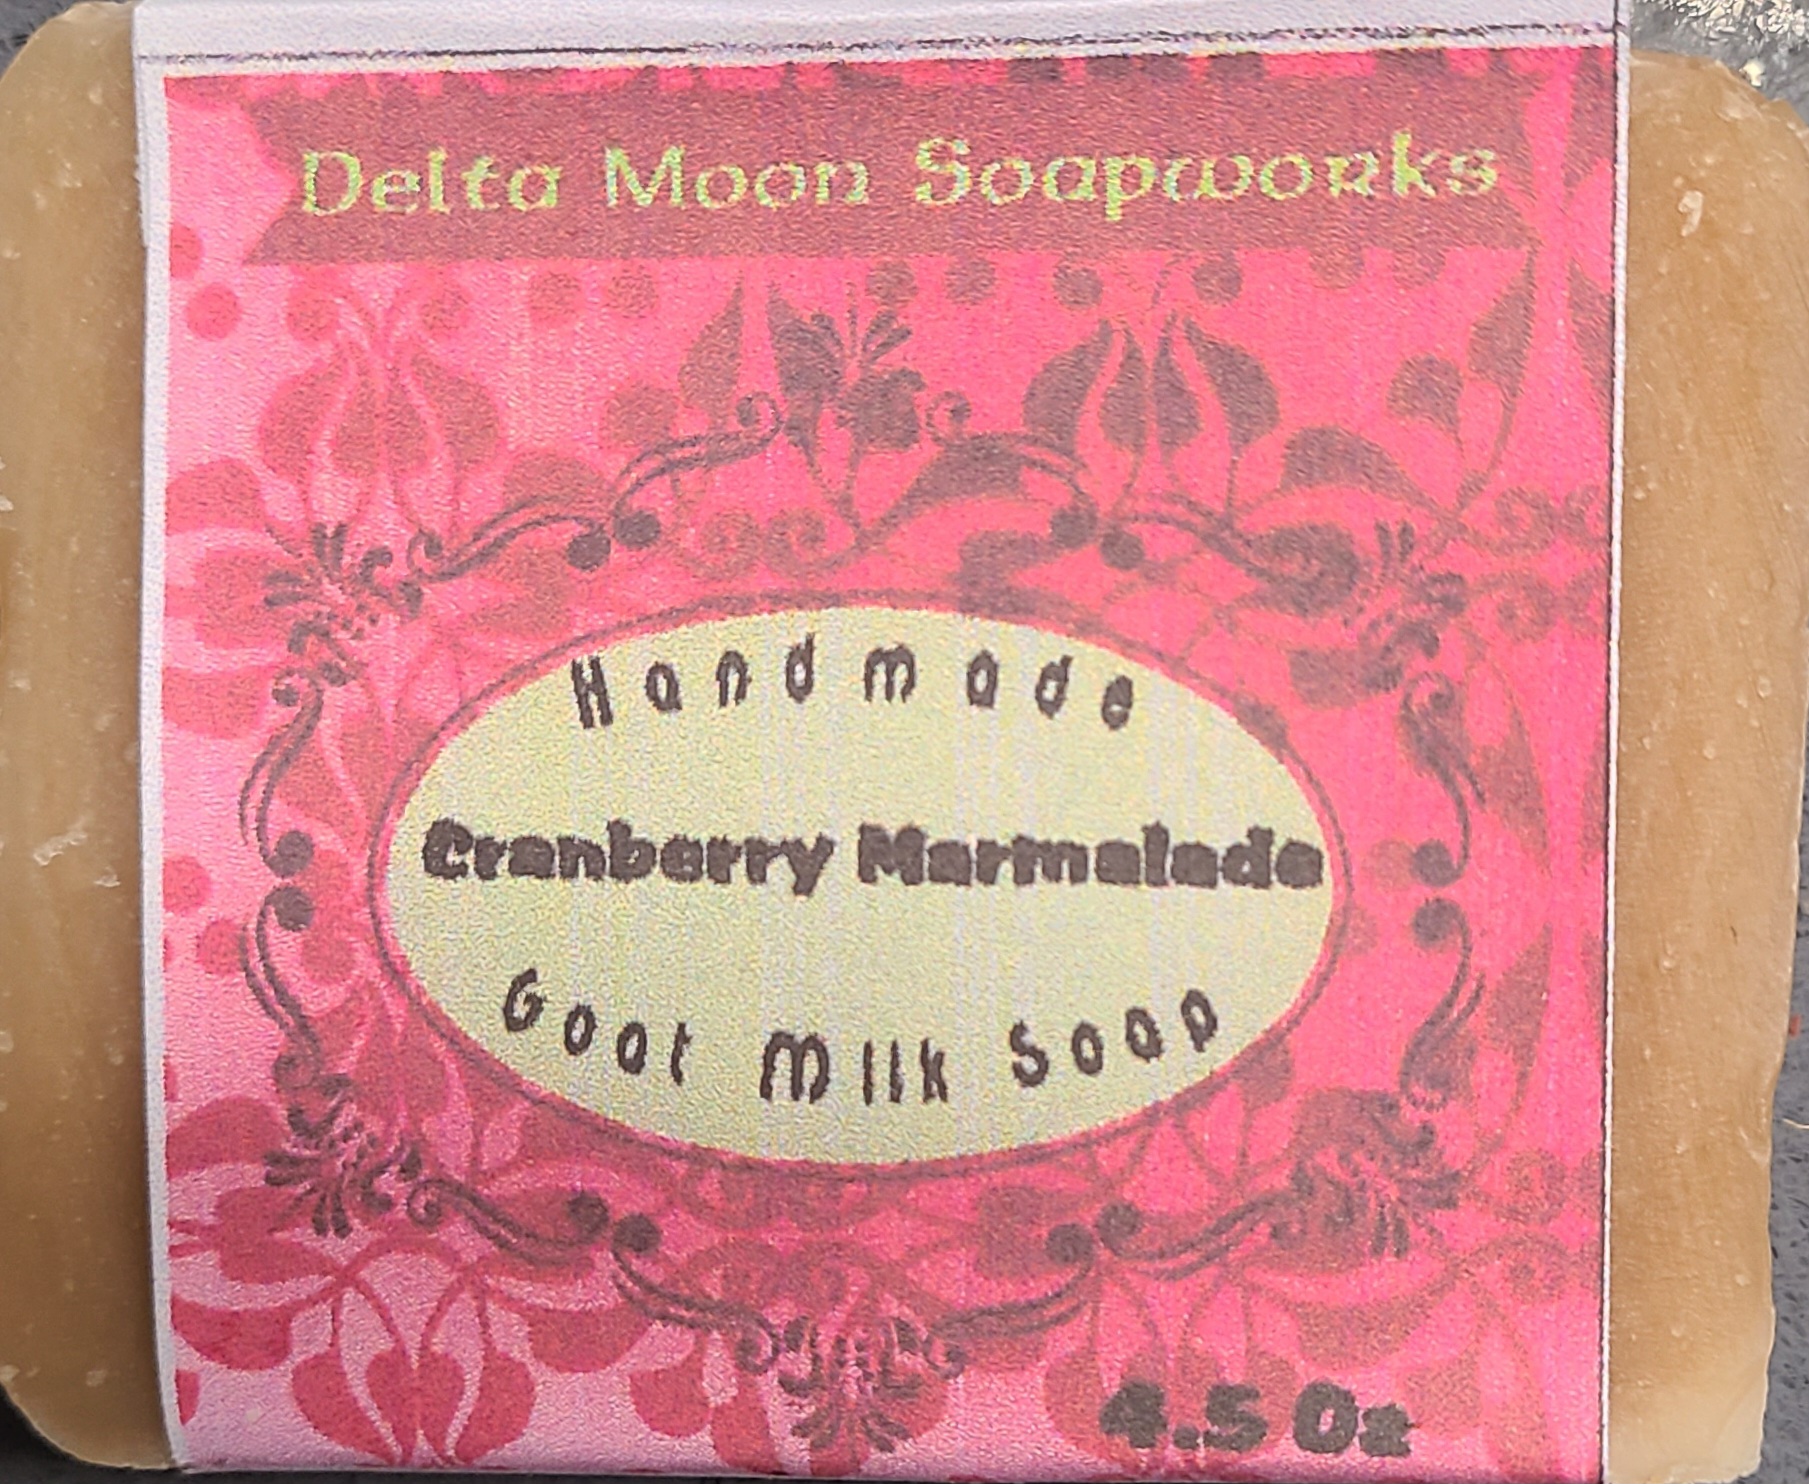 Delta Moon Soapworks
Handmade
Cranberry Marmalade
Goat Milk Soap
4.5 Oz